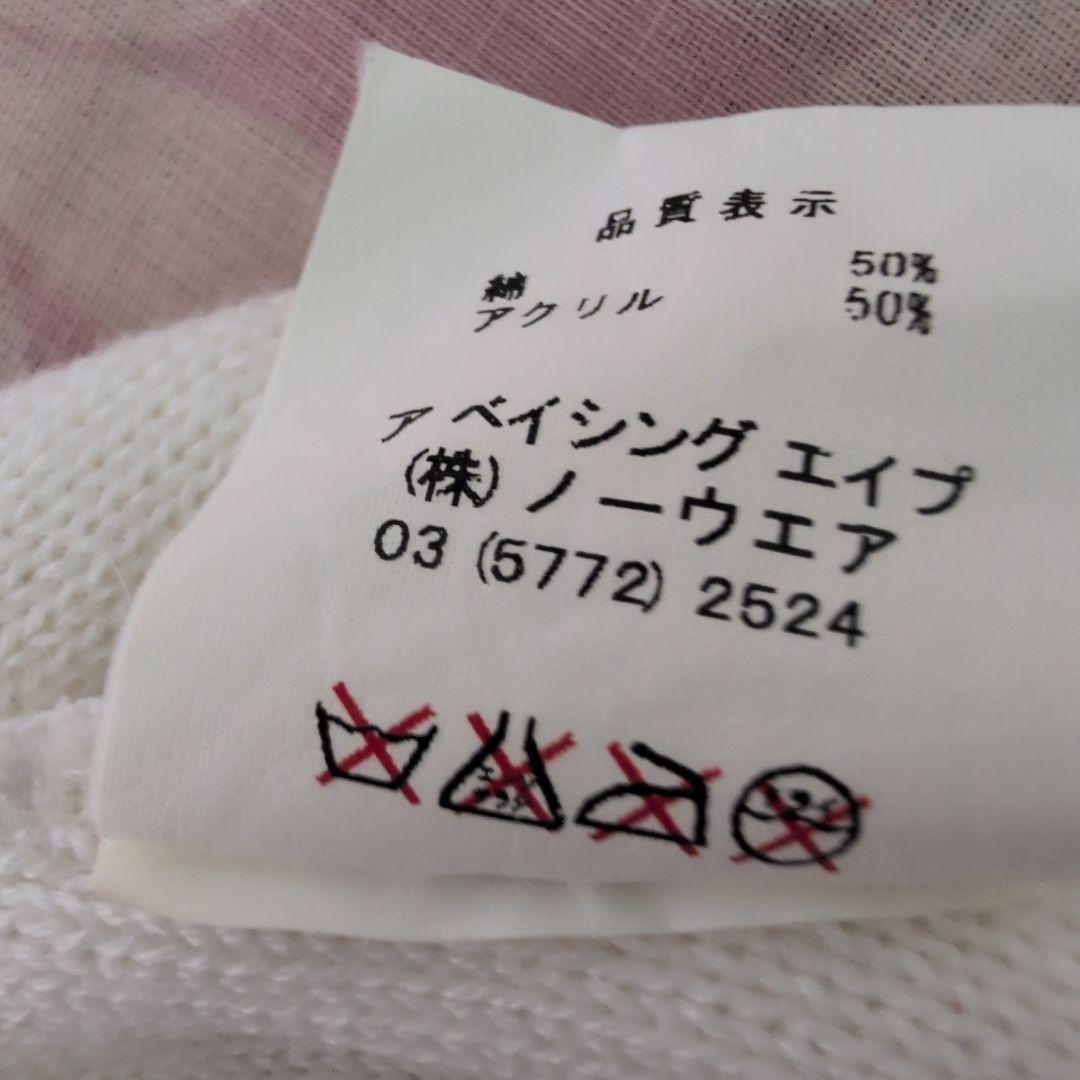 品質表示
綿 50%
アクリル 50%
ア ベイシング エイプ
(株) ノーウエア
03 (5772) 2524